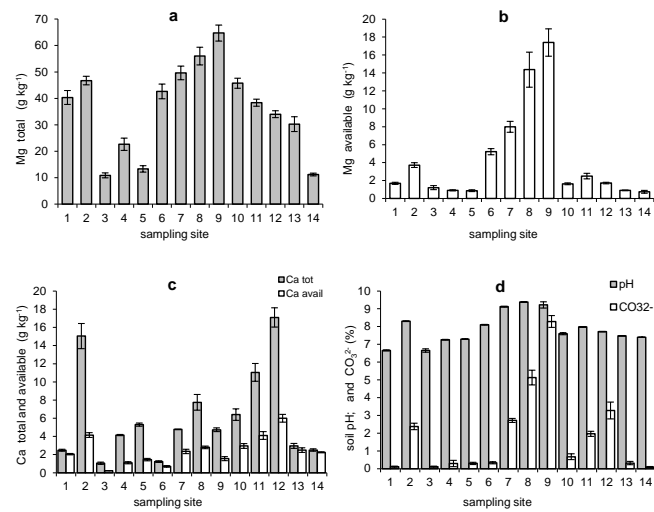 a
70
60
50
40
30
20
10
0
Mg total (g kg-1)
1 2 3 4 5 6 7 8 9 10 11 12 13 14
sampling site
b
20
18
16
14
12
10
8
6
4
2
0
Mg available (g kg-1)
1 2 3 4 5 6 7 8 9 10 11 12 13 14
sampling site
c
Ca tot
Ca avail
20
18
16
14
12
10
8
6
4
2
0
Ca total and available (g kg-1)
1 2 3 4 5 6 7 8 9 10 11 12 13 14
sampling site
d
pH
CO32-
10
9
8
7
6
5
4
3
2
1
0
soil pH; and CO32- (%)
1 2 3 4 5 6 7 8 9 10 11 12 13 14
sampling site